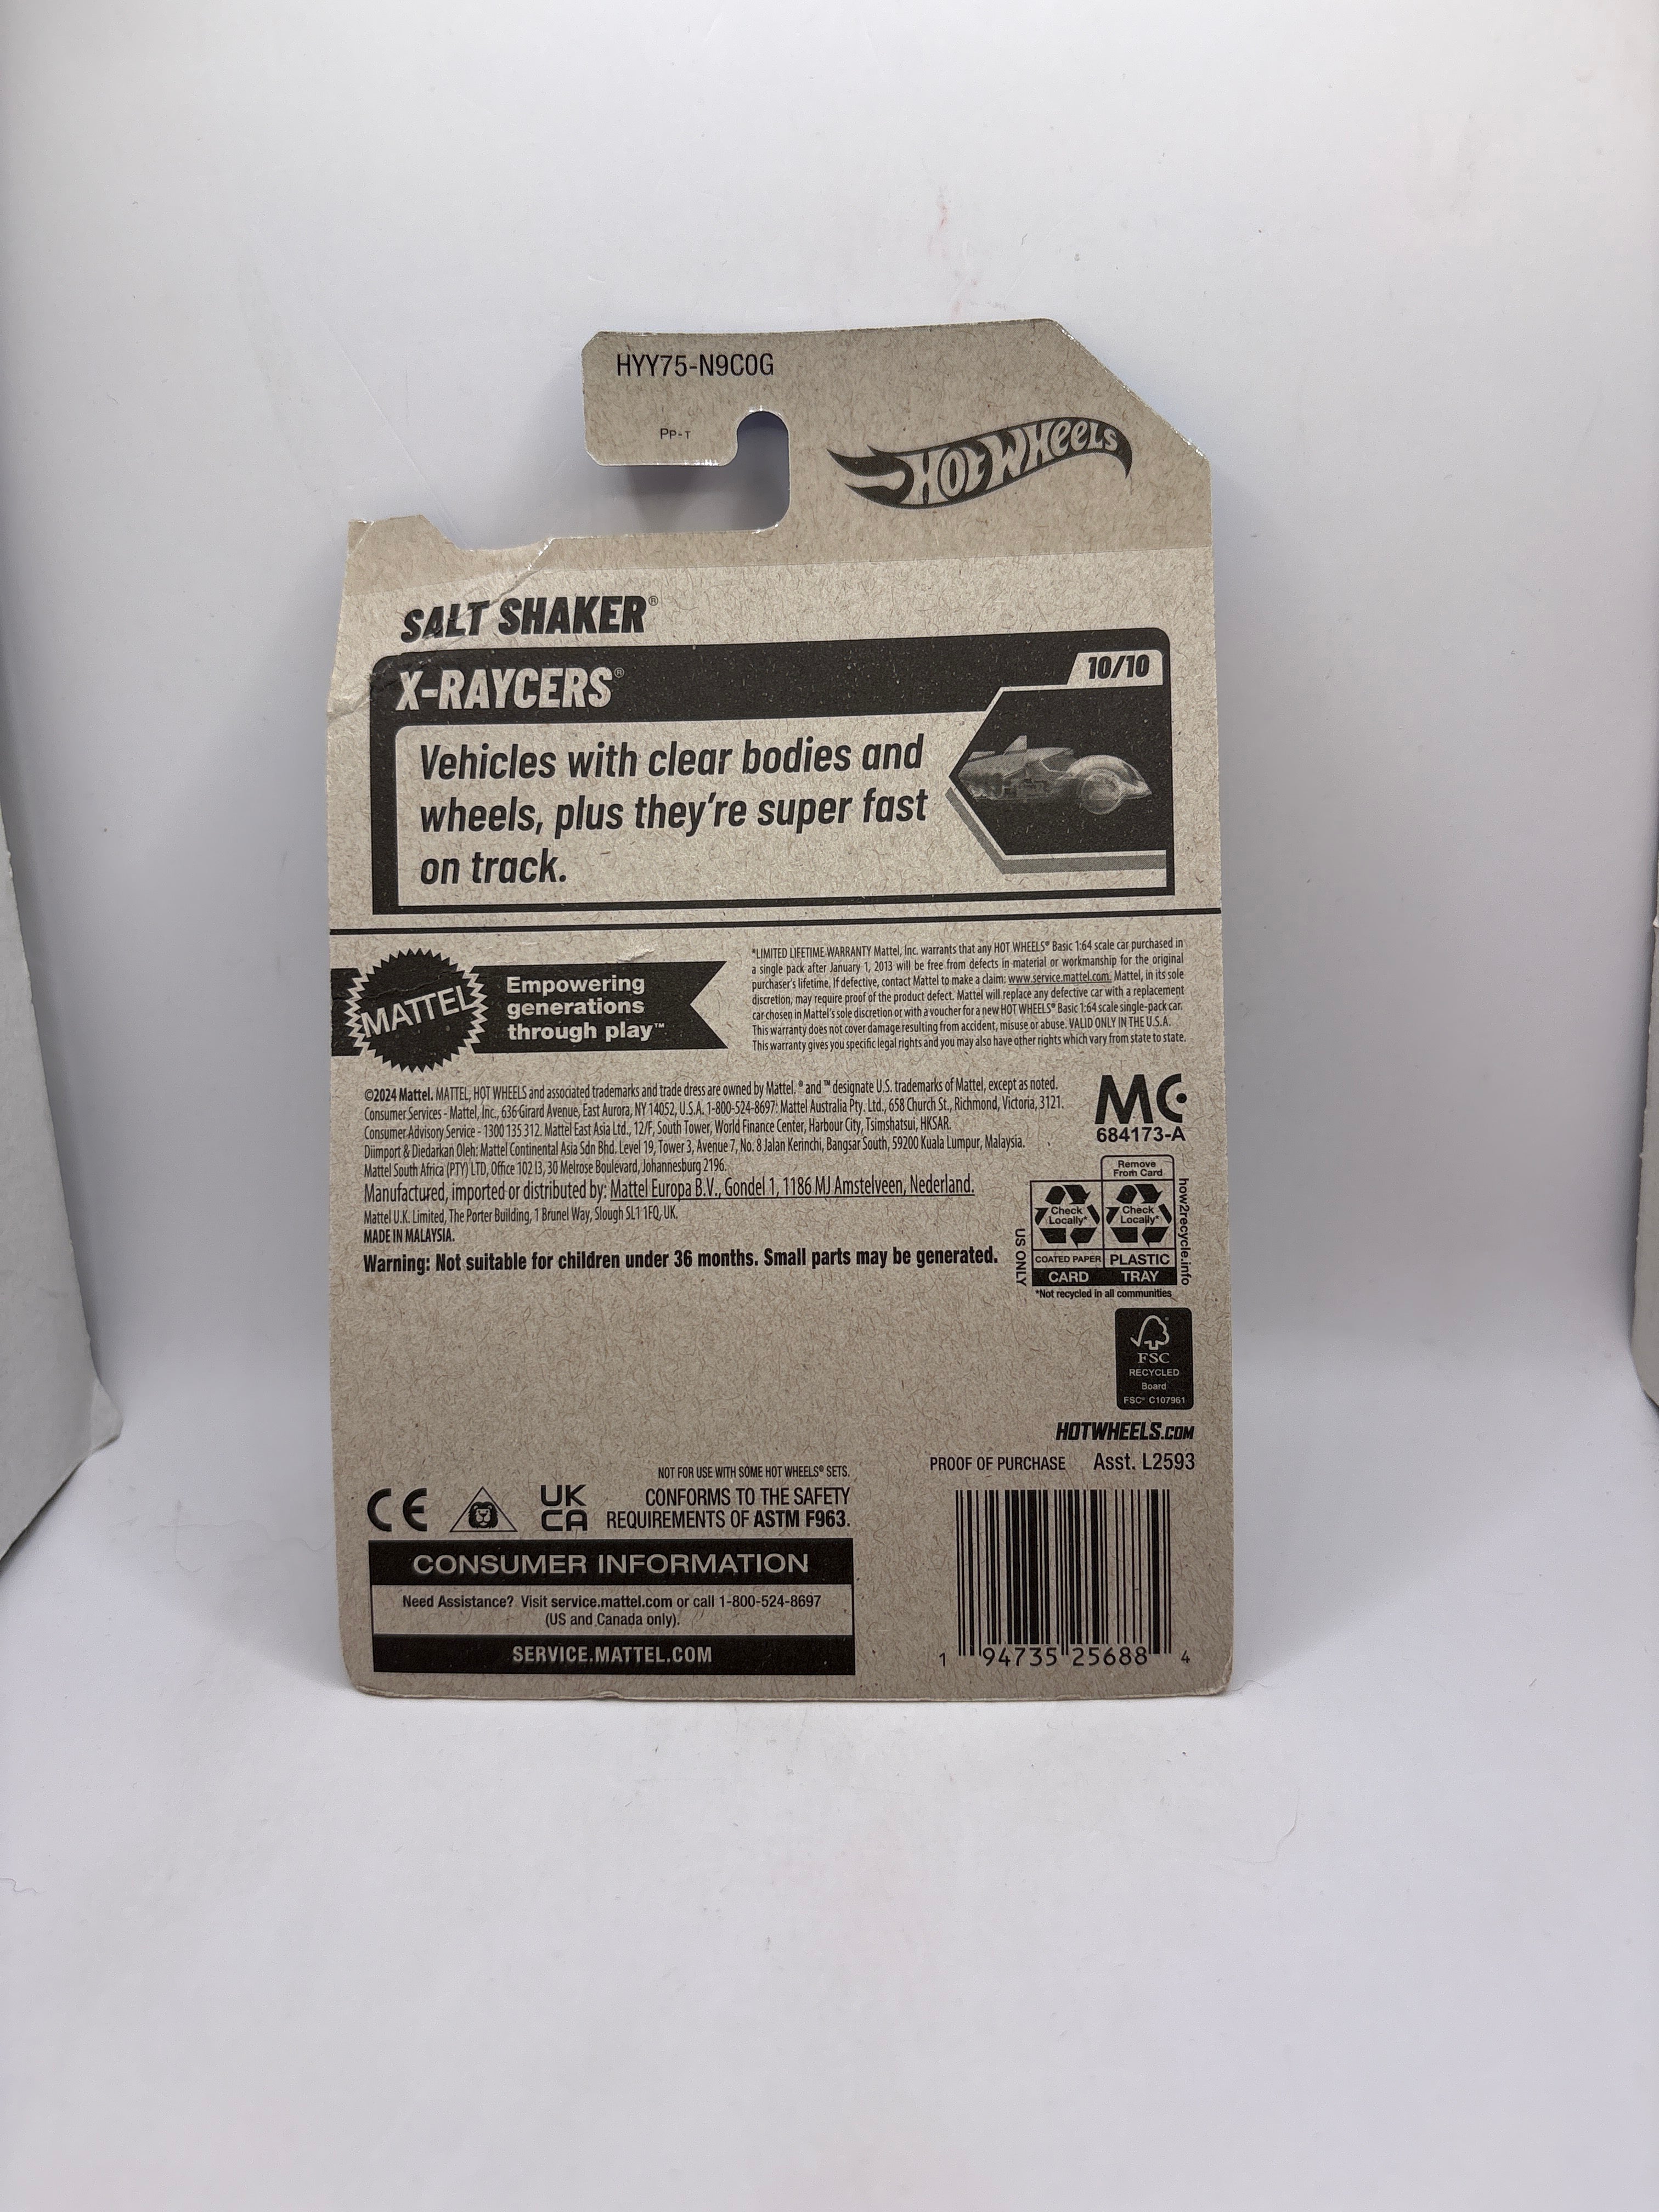 HYY75-N9C0G
PP-T
HOT WHEELS
SALT SHAKER®
X-RAYCERS®
10/10
Vehicles with clear bodies and
wheels, plus they're super fast
on track.
MATTEL
Empowering
generations
through play™
*LIMITED LIFETIME WARRANTY Mattel, Inc. warrants that any HOT WHEELS® Basic 1:64 scale car purchased in
a single pack after January 1, 2013 will be free from defects in material or workmanship for the original
purchaser's lifetime. If defective, contact Mattel to make a claim: www.service.mattel.com. Mattel, in its sole
discretion, may require proof of the product defect. Mattel will replace any defective car with a replacement
car chosen in Mattel's sole discretion or with a voucher for a new HOT WHEELS® Basic 1:64 scale single-pack car.
This warranty does not cover damage resulting from accident, misuse or abuse. VALID ONLY IN THE U.S.A.
This warranty gives you specific legal rights and you may also have other rights which vary from state to state.
©2024 Mattel. MATTEL, HOT WHEELS and associated trademarks and trade dress are owned by Mattel. ® and ™ designate U.S. trademarks of Mattel, except as noted.
Consumer Services - Mattel, Inc., 636 Girard Avenue, East Aurora, NY 14052, U.S.A. 1-800-524-8697; Mattel Australia Pty. Ltd., 658 Church St., Richmond, Victoria, 3121.
Consumer Advisory Service - 1300 135 312. Mattel East Asia Ltd., 12/F, South Tower, World Finance Center, Harbour City, Tsimshatsui, HKSAR.
Diimport & Diedarkan Oleh: Mattel Continental Asia Sdn Bhd. Level 19, Tower 3, Avenue 7, No. 8 Jalan Kerinchi, Bangsar South, 59200 Kuala Lumpur, Malaysia.
Mattel South Africa (PTY) LTD, Office 102 I3, 30 Melrose Boulevard, Johannesburg 2196.
Manufactured, imported or distributed by: Mattel Europa B.V., Gondel 1, 1186 MJ Amstelveen, Nederland.
Mattel U.K. Limited, The Porter Building, 1 Brunel Way, Slough SL1 1FQ, UK.
MADE IN MALAYSIA.
Warning: Not suitable for children under 36 months. Small parts may be generated.
MC
684173-A
Remove
From Card
Check
Locally*
Check
Locally*
COATED PAPER
PLASTIC
CARD
TRAY
US ONLY
how2recycle.info
*Not recycled in all communities
FSC
RECYCLED
Board
FSC® C107961
HOTWHEELS.COM
PROOF OF PURCHASE Asst. L2593
NOT FOR USE WITH SOME HOT WHEELS® SETS.
CE
UK
CA
CONFORMS TO THE SAFETY
REQUIREMENTS OF ASTM F963.
CONSUMER INFORMATION
Need Assistance? Visit service.mattel.com or call 1-800-524-8697
(US and Canada only).
SERVICE.MATTEL.COM
1 94735 25688 4